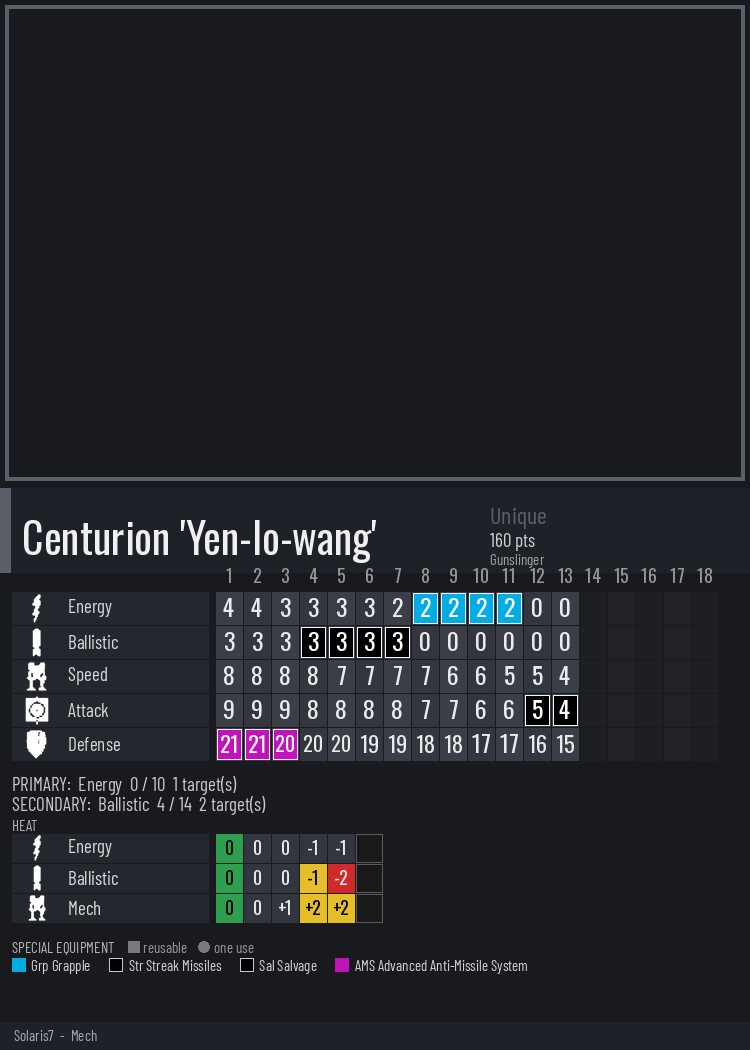 Centurion 'Yen-lo-wang'
Unique
160 pts
Gunslinger
1 2 3 4 5 6 7 8 9 10 11 12 13 14 15 16 17 18
Energy 4 4 3 3 3 3 2 2 2 2 2 0 0
Ballistic 3 3 3 3 3 3 3 0 0 0 0 0 0
Speed 8 8 8 8 7 7 7 7 6 6 5 5 4
Attack 9 9 9 8 8 8 8 7 7 6 6 5 4
Defense 21 21 20 20 20 19 19 18 18 17 17 16 15
PRIMARY: Energy 0 / 10 1 target(s)
SECONDARY: Ballistic 4 / 14 2 target(s)
HEAT
Energy 0 0 0 -1 -1
Ballistic 0 0 0 -1 -2
Mech 0 0 +1 +2 +2
SPECIAL EQUIPMENT reusable one use
Grp Grapple Str Streak Missiles Sal Salvage AMS Advanced Anti-Missile System
Solaris7 - Mech